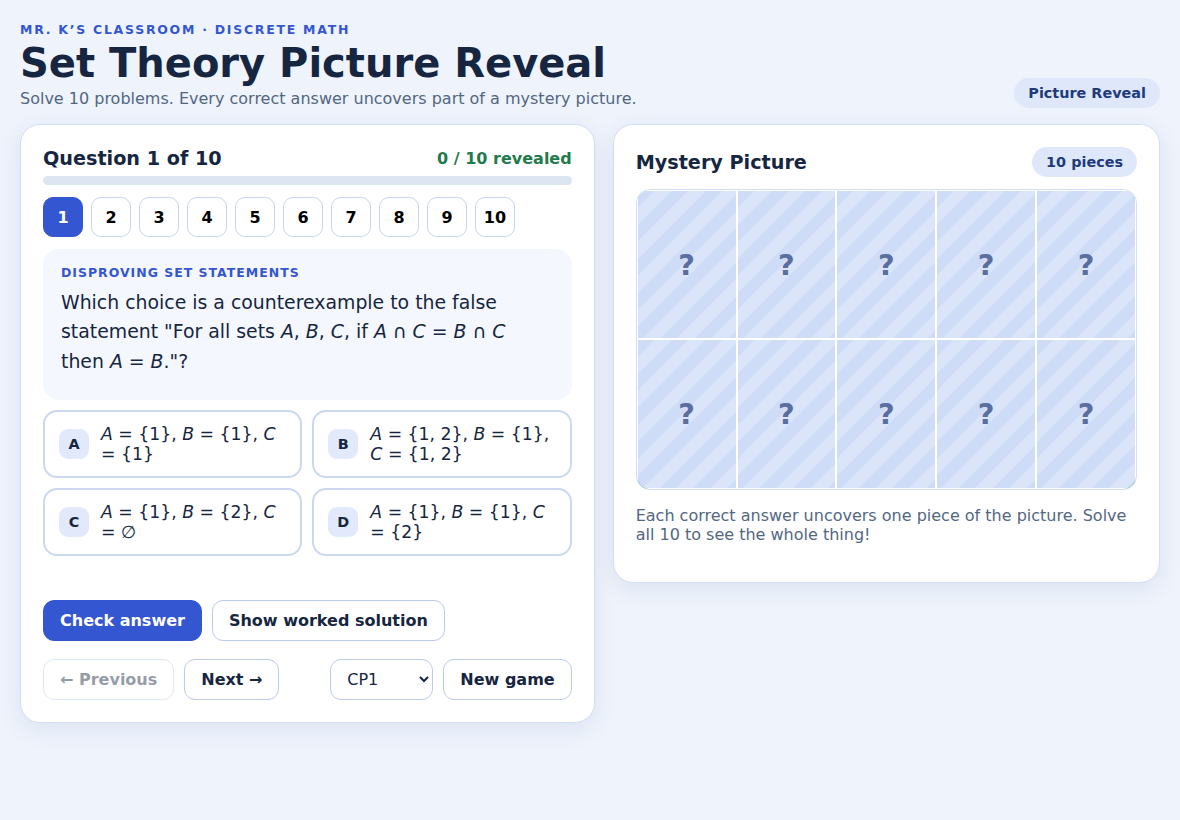 MR. K’S CLASSROOM · DISCRETE MATH
Set Theory Picture Reveal
Solve 10 problems. Every correct answer uncovers part of a mystery picture.
Picture Reveal
Question 1 of 10
0 / 10 revealed
1 2 3 4 5 6 7 8 9 10
DISPROVING SET STATEMENTS
Which choice is a counterexample to the false
statement "For all sets A, B, C, if A ∩ C = B ∩ C
then A = B."?
A
A = {1}, B = {1}, C
= {1}
B
A = {1, 2}, B = {1},
C = {1, 2}
C
A = {1}, B = {2}, C
= ∅
D
A = {1}, B = {1}, C
= {2}
Check answer
Show worked solution
← Previous
Next →
CP1
New game
Mystery Picture
10 pieces
? ? ? ? ?
? ? ? ? ?
Each correct answer uncovers one piece of the picture. Solve
all 10 to see the whole thing!